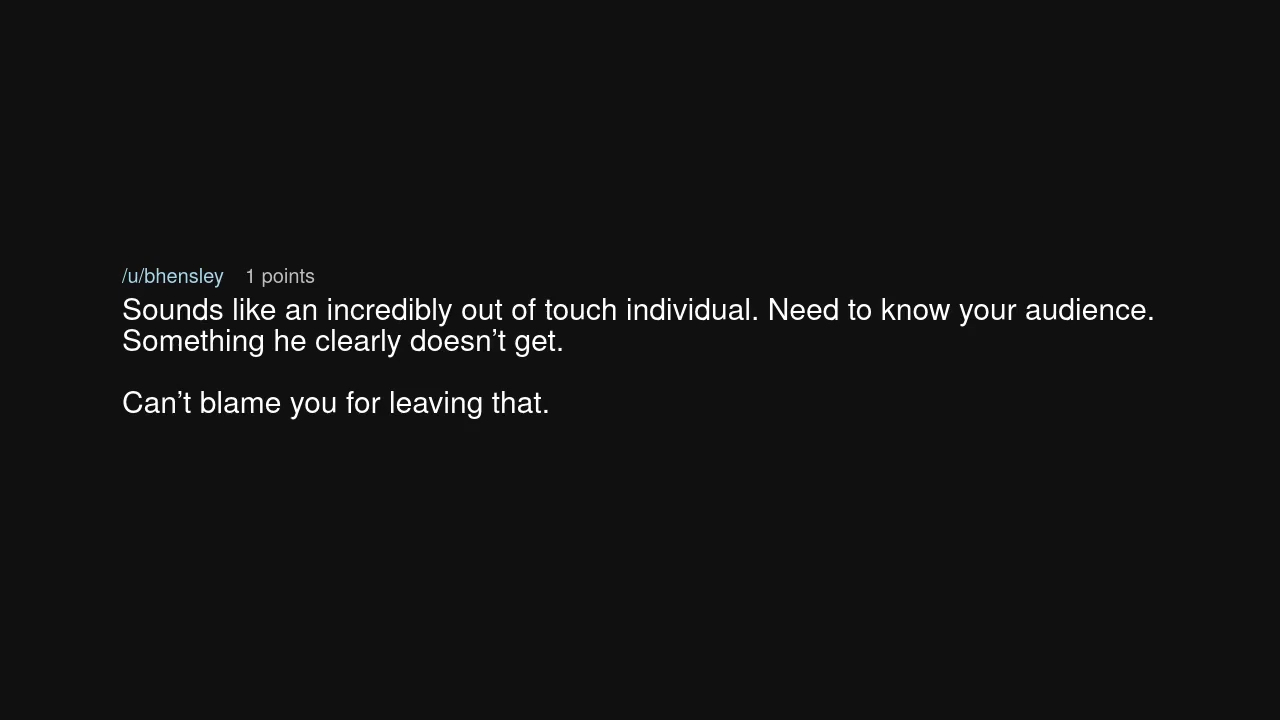 /u/bhensley 1 points
Sounds like an incredibly out of touch individual. Need to know your audience.
Something he clearly doesn’t get.
Can’t blame you for leaving that.